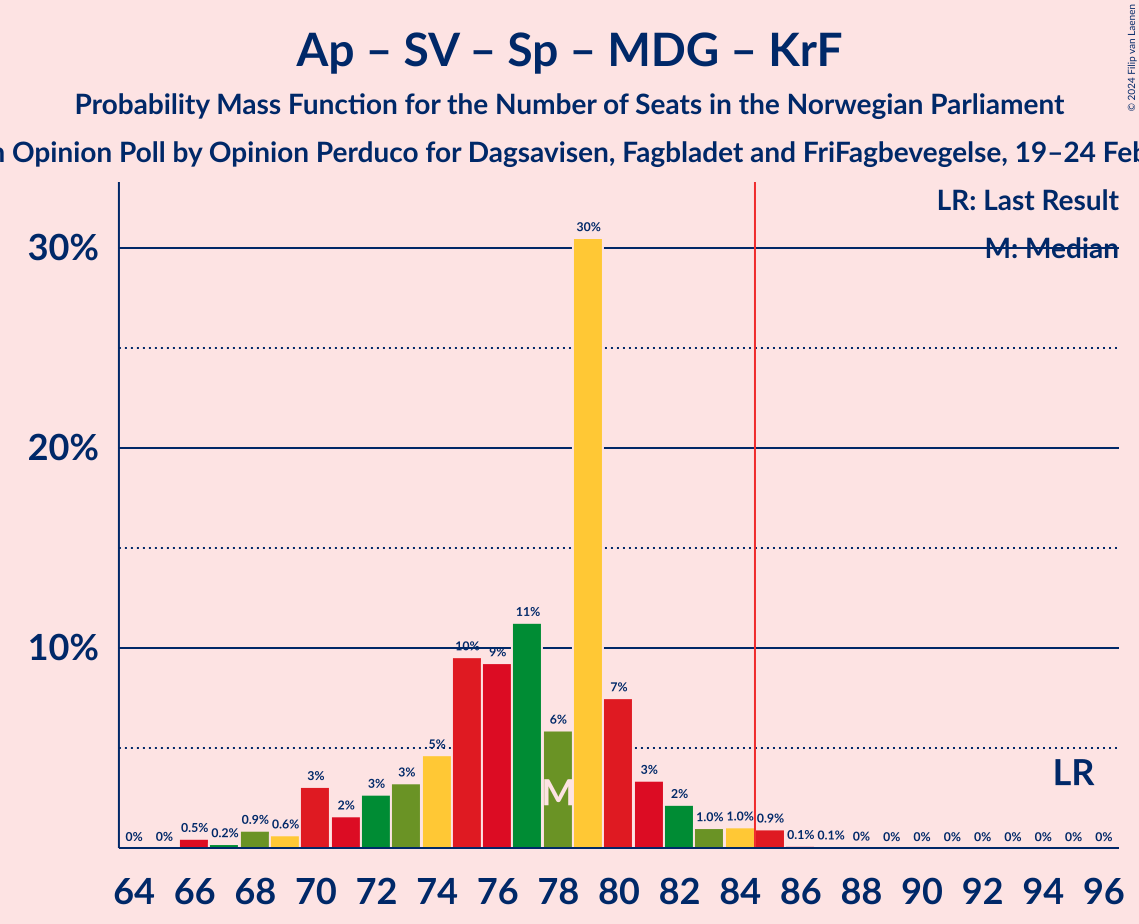 Ap – SV – Sp – MDG – KrF
© 2024 Filip van Laenen
Probability Mass Function for the Number of Seats in the Norwegian Parliament
Opinion Poll by Opinion Perduco for Dagsavisen, Fagbladet and FriFagbevegelse, 19–24 Feb
LR: Last Result
M: Median
30%
20%
10%
0% 0% 0.5% 0.2% 0.9% 0.6% 3% 2% 3% 3% 5% 10% 9% 11% 6% 30% 7% 3% 2% 1.0% 1.0% 0.9% 0.1% 0.1% 0% 0% 0% 0% 0% 0% 0% 0% 0%
M
LR
64 66 68 70 72 74 76 78 80 82 84 86 88 90 92 94 96